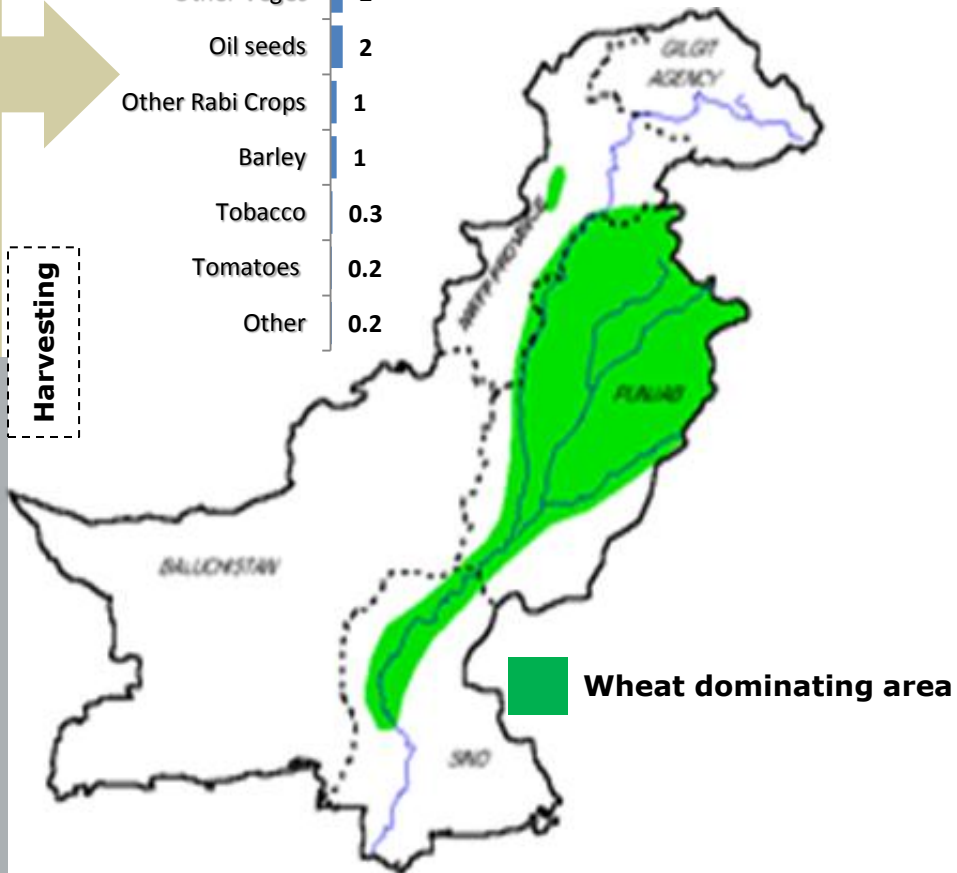 Oil seeds 2
Other Rabi Crops 1
Barley 1
Tobacco 0.3
Tomatoes 0.2
Other 0.2
Harvesting
GILGIT
AGENCY
NWFP PROVINCE
PUNJAB
BALUCHISTAN
SIND
Wheat dominating area